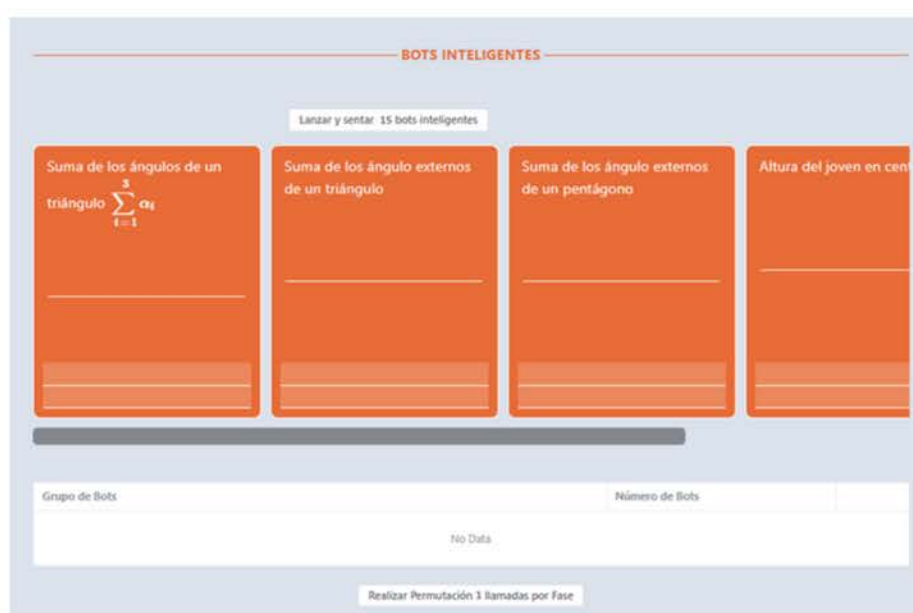 BOTS INTELIGENTES
Lanzar y sentar 15 bots inteligentes
Suma de los ángulos de un
triángulo ∑ αi
3
i=1
Suma de los ángulo externos
de un triángulo
Suma de los ángulo externos
de un pentágono
Altura del joven en cent
Grupo de Bots
Número de Bots
No Data
Realizar Permutación 1 llamadas por Fase